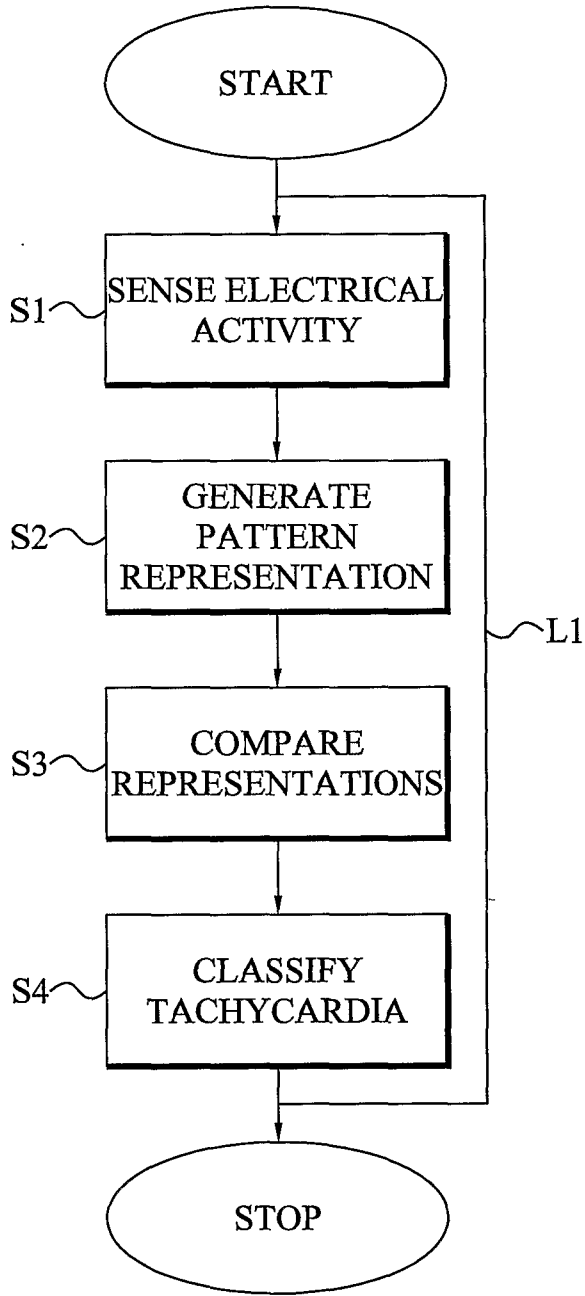 START
S1
SENSE ELECTRICAL
ACTIVITY
S2
GENERATE
PATTERN
REPRESENTATION
L1
S3
COMPARE
REPRESENTATIONS
S4
CLASSIFY
TACHYCARDIA
STOP